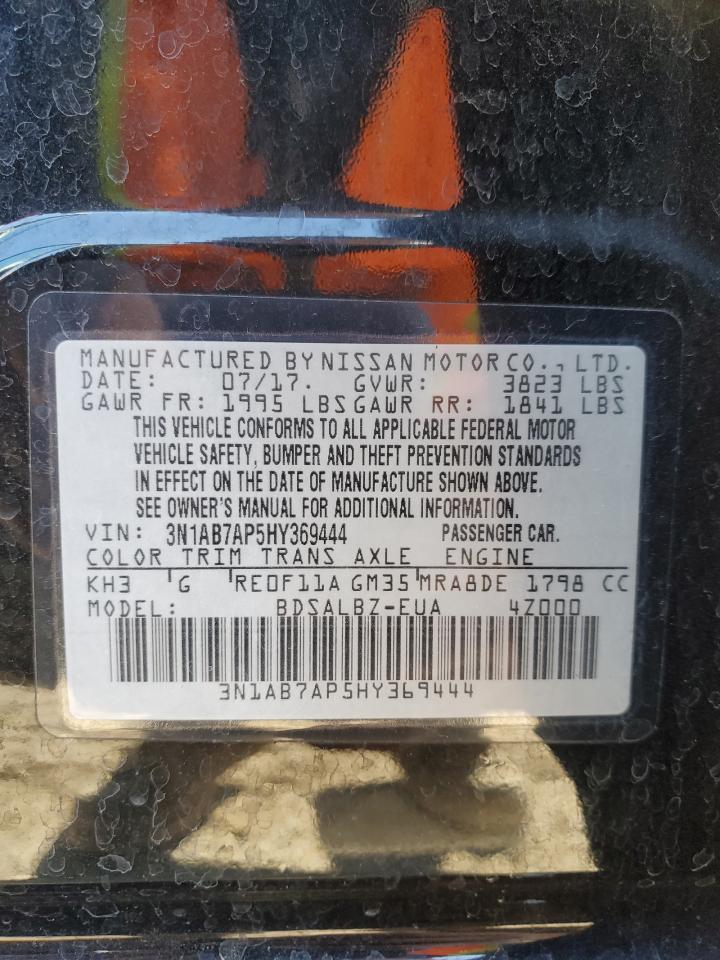 MANUFACTURED BY NISSAN MOTOR CO., LTD.
DATE: 07/17. GVWR: 3823 LBS
GAWR FR: 1995 LBS GAWR RR: 1841 LBS
THIS VEHICLE CONFORMS TO ALL APPLICABLE FEDERAL MOTOR
VEHICLE SAFETY, BUMPER AND THEFT PREVENTION STANDARDS
IN EFFECT ON THE DATE OF MANUFACTURE SHOWN ABOVE.
SEE OWNER'S MANUAL FOR ADDITIONAL INFORMATION.
VIN: 3N1AB7AP5HY369444 PASSENGER CAR.
COLOR TRIM TRANS AXLE ENGINE
KH3 G RE0F11A GM35 MRA8DE 1798 CC
MODEL: BDSALBZ-EUA 4Z000
3N1AB7AP5HY369444